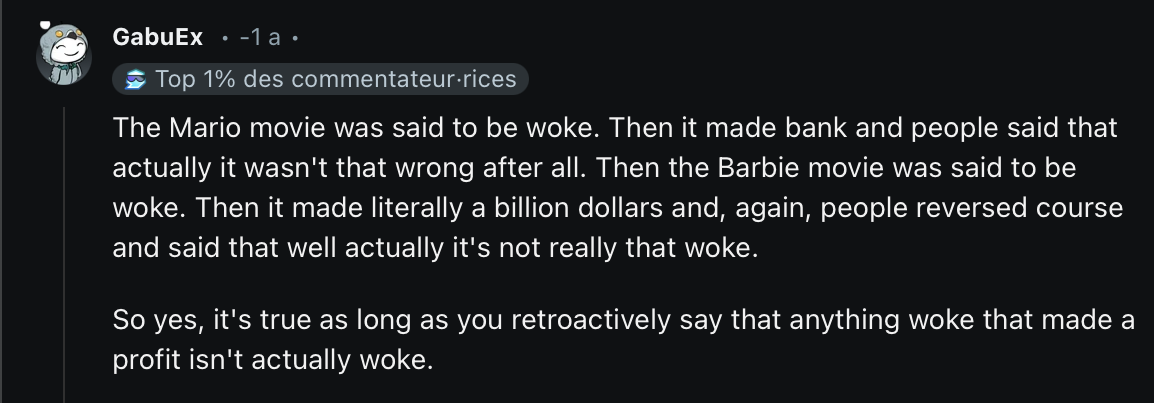 GabuEx • -1 a •
Top 1% des commentateur·rices
The Mario movie was said to be woke. Then it made bank and people said that
actually it wasn't that wrong after all. Then the Barbie movie was said to be
woke. Then it made literally a billion dollars and, again, people reversed course
and said that well actually it's not really that woke.
So yes, it's true as long as you retroactively say that anything woke that made a
profit isn't actually woke.